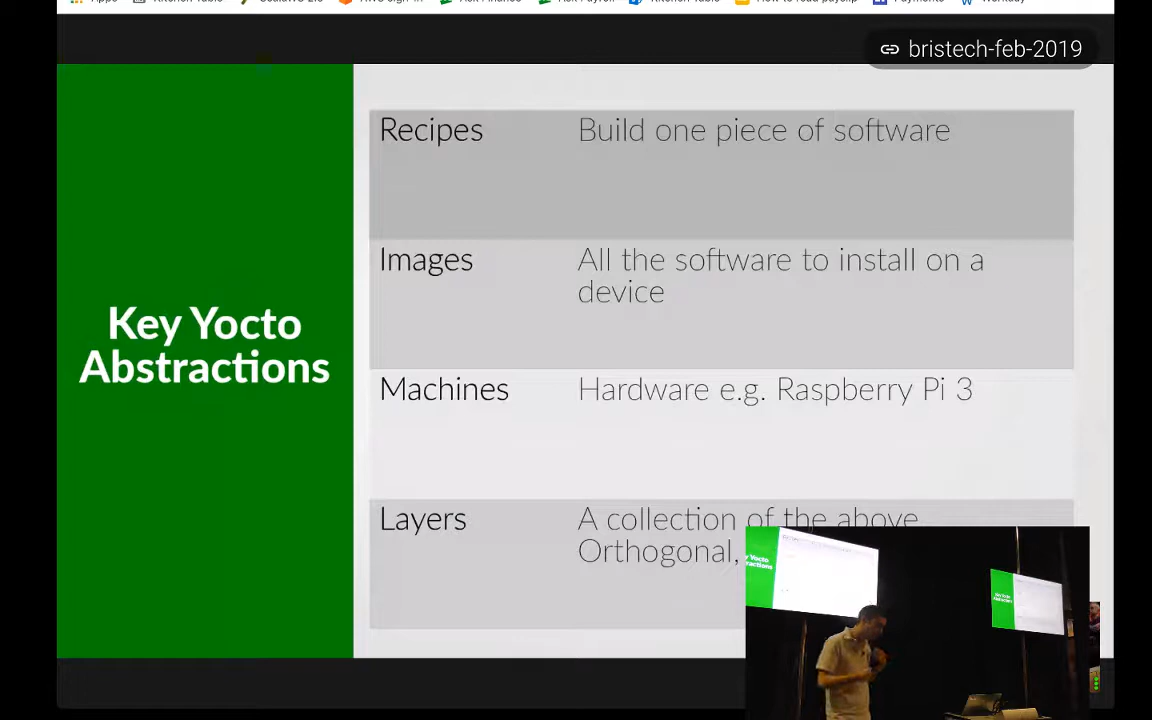 bristech-feb-2019
Key Yocto
Abstractions
Recipes
Build one piece of software
Images
All the software to install on a
device
Machines
Hardware e.g. Raspberry Pi 3
Layers
A collection of the above
Orthogonal,